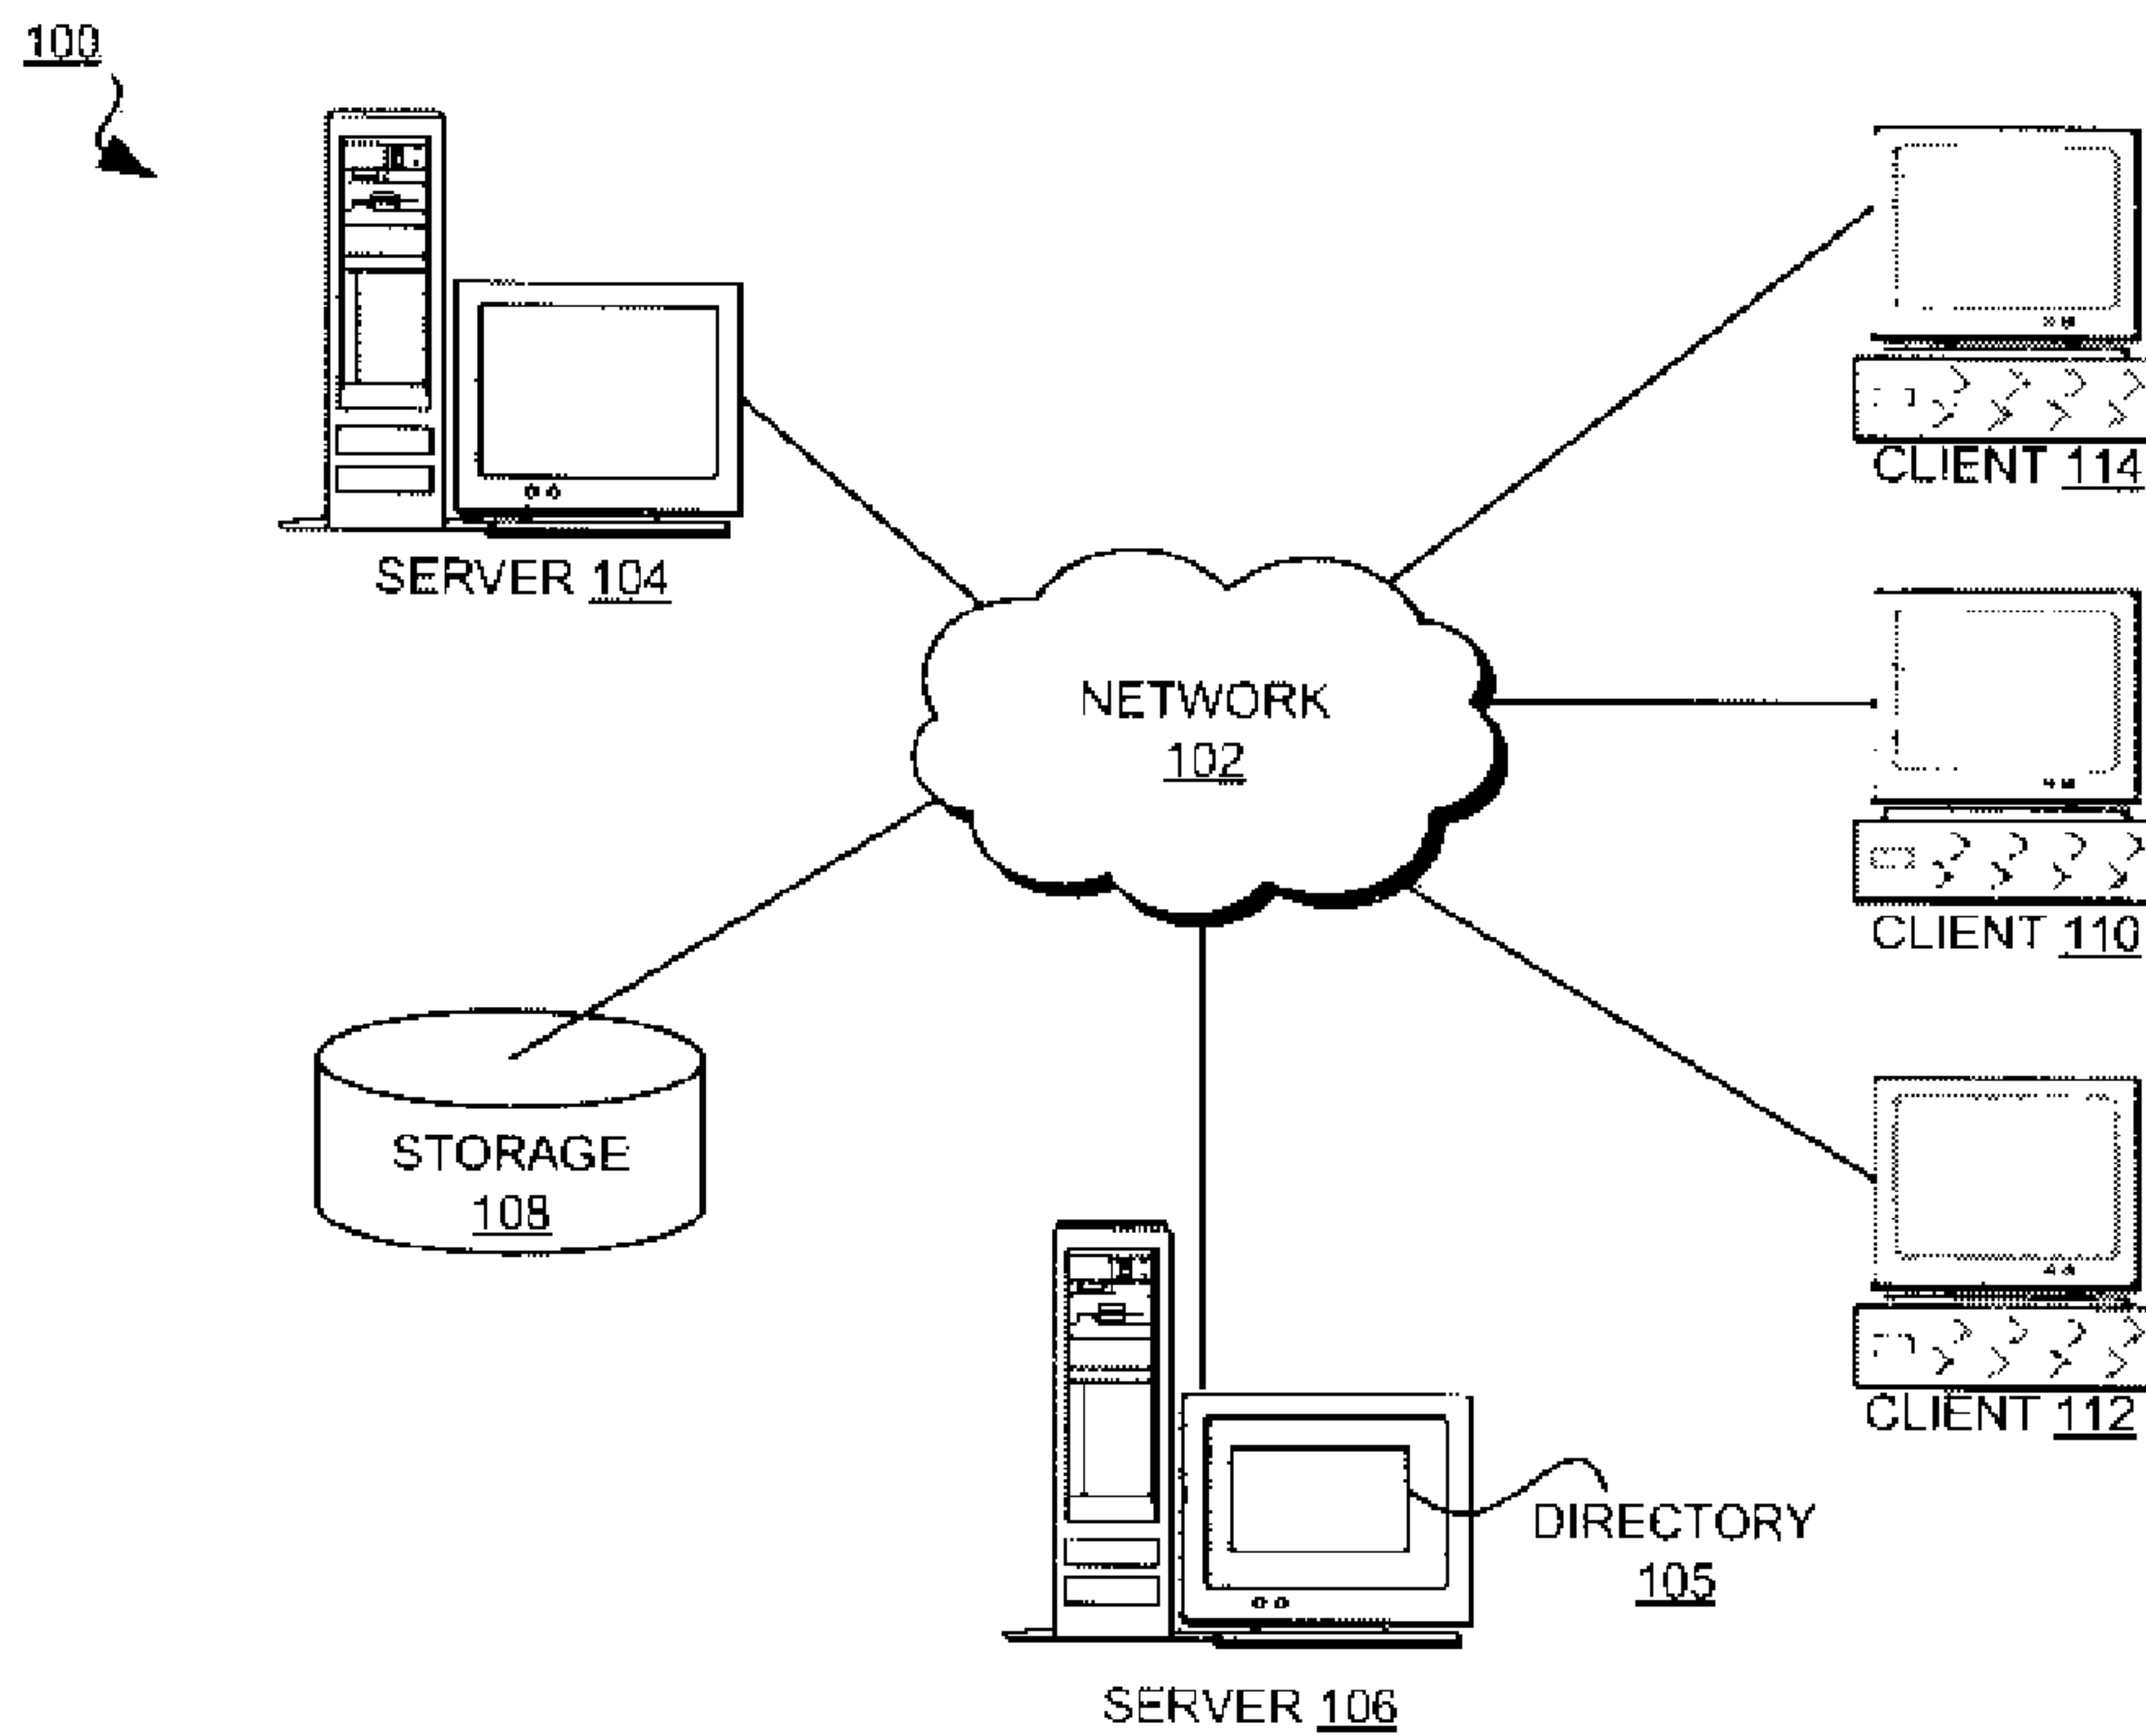 100
SERVER 104
CLIENT 114
NETWORK
102
CLIENT 110
STORAGE
108
CLIENT 112
DIRECTORY
105
SERVER 106